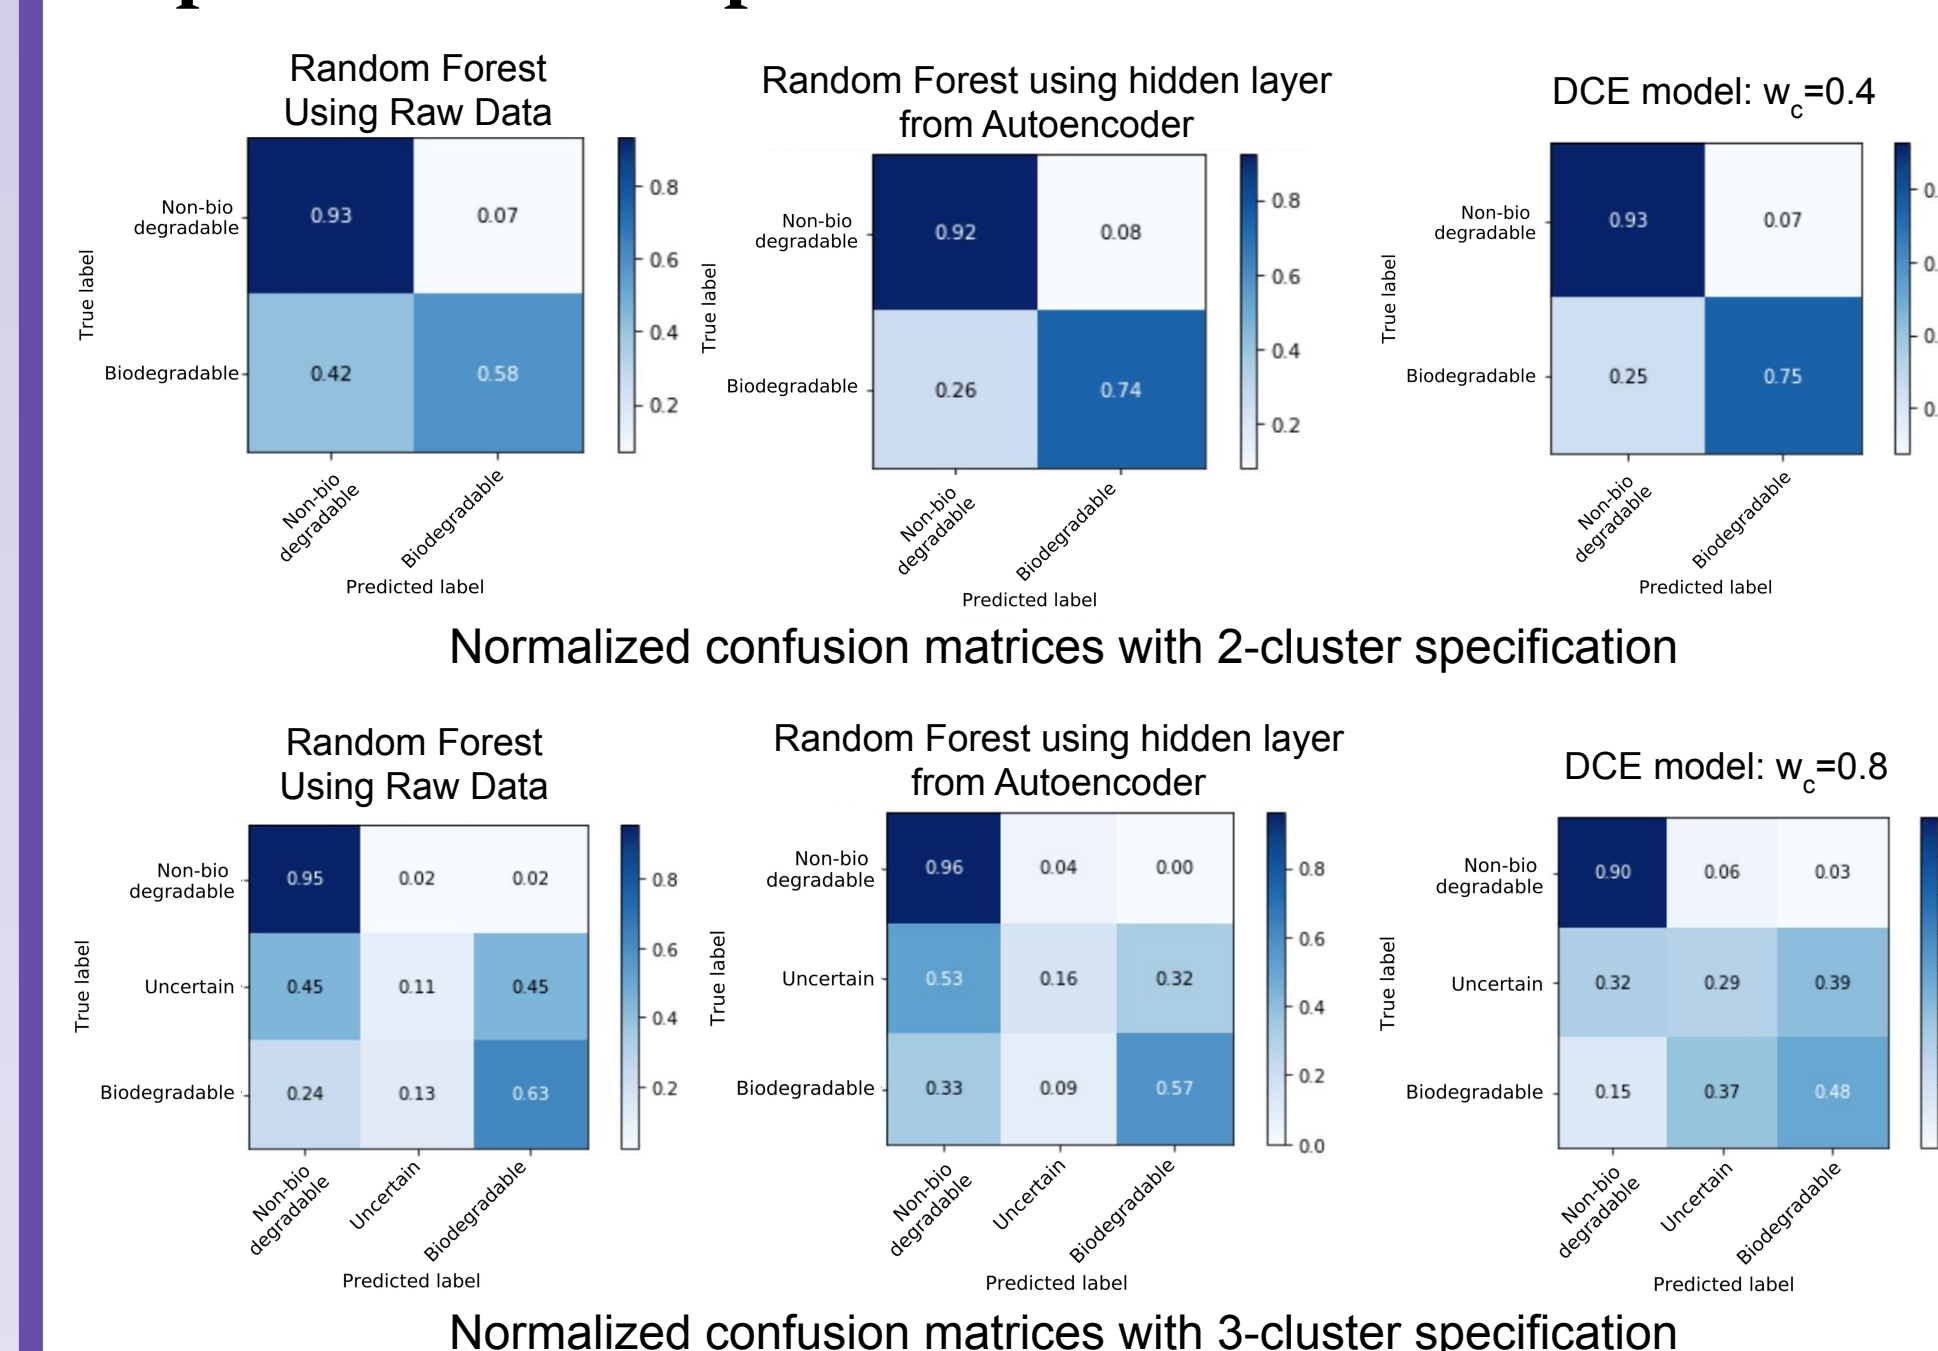 Random Forest
Using Raw Data
0.93
0.07
0.42
0.58
Non-bio
degradable
Biodegradable
True label
Non-bio
degradable
Biodegradable
Predicted label
0.8
0.6
0.4
0.2
Random Forest using hidden layer
from Autoencoder
0.92
0.08
0.26
0.74
Non-bio
degradable
Biodegradable
True label
Non-bio
degradable
Biodegradable
Predicted label
0.8
0.6
0.4
0.2
DCE model: w_c=0.4
0.93
0.07
0.25
0.75
Non-bio
degradable
Biodegradable
True label
Non-bio
degradable
Biodegradable
Predicted label
Normalized confusion matrices with 2-cluster specification
Random Forest
Using Raw Data
0.95
0.02
0.02
0.45
0.11
0.45
0.24
0.13
0.63
Non-bio
degradable
Uncertain
Biodegradable
True label
Non-bio
degradable
Uncertain
Biodegradable
Predicted label
0.8
0.6
0.4
0.2
Random Forest using hidden layer
from Autoencoder
0.96
0.04
0.00
0.53
0.16
0.32
0.33
0.09
0.57
Non-bio
degradable
Uncertain
Biodegradable
True label
Non-bio
degradable
Uncertain
Biodegradable
Predicted label
0.8
0.6
0.4
0.2
0.0
DCE model: w_c=0.8
0.90
0.06
0.03
0.32
0.29
0.39
0.15
0.37
0.48
Non-bio
degradable
Uncertain
Biodegradable
True label
Non-bio
degradable
Uncertain
Biodegradable
Predicted label
Normalized confusion matrices with 3-cluster specification